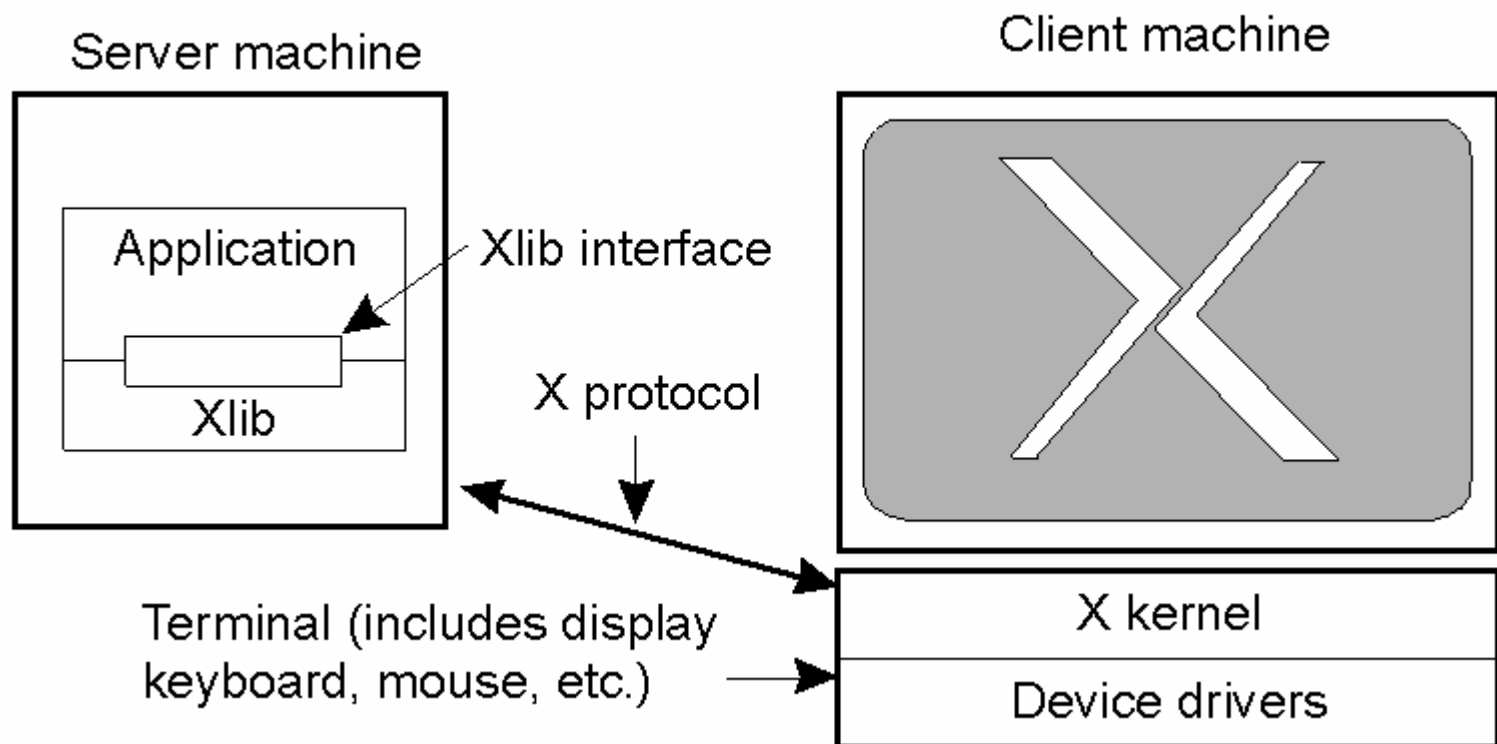 Server machine
Client machine
Application
Xlib interface
Xlib
X protocol
Terminal (includes display
keyboard, mouse, etc.)
X kernel
Device drivers